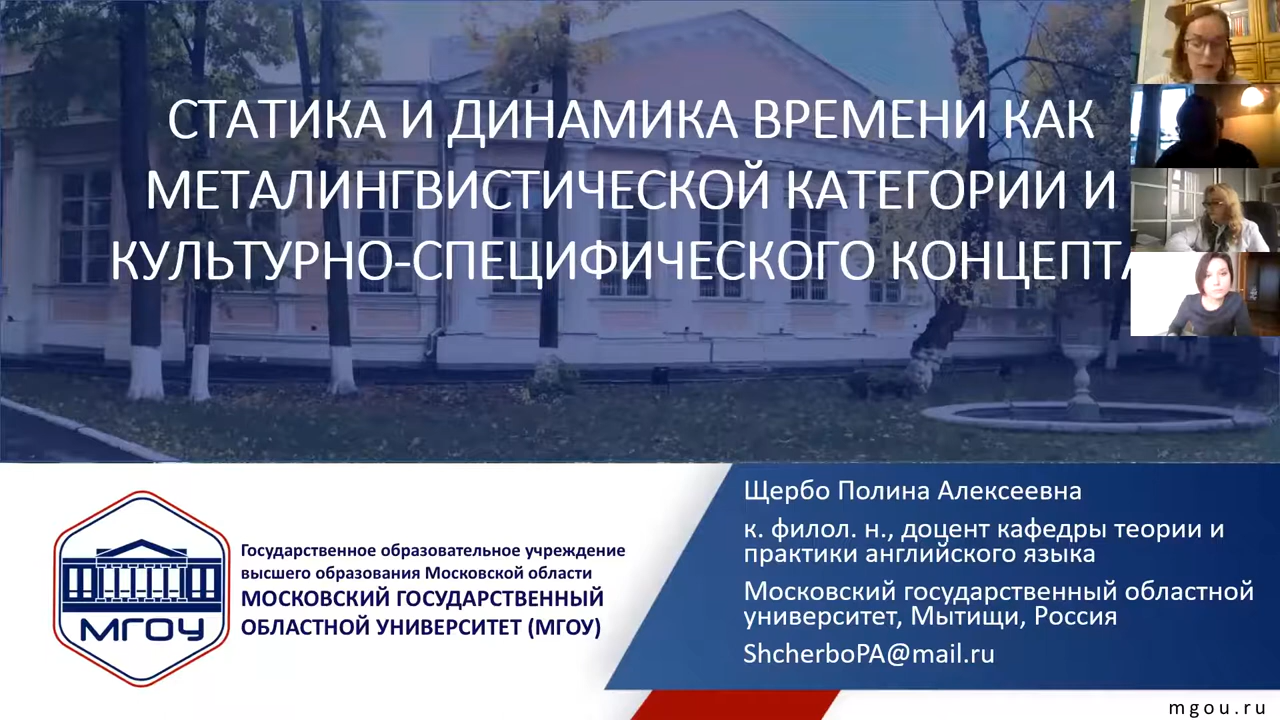 СТАТИКА И ДИНАМИКА ВРЕМЕНИ КАК
МЕТАЛИНГВИСТИЧЕСКОЙ КАТЕГОРИИ И
КУЛЬТУРНО-СПЕЦИФИЧЕСКОГО КОНЦЕПТА
МГОУ
Государственное образовательное учреждение
высшего образования Московской области
МОСКОВСКИЙ ГОСУДАРСТВЕННЫЙ
ОБЛАСТНОЙ УНИВЕРСИТЕТ (МГОУ)
Щербо Полина Алексеевна
к. филол. н., доцент кафедры теории и
практики английского языка
Московский государственный областной
университет, Мытищи, Россия
ShcherboPA@mail.ru
mgou.ru